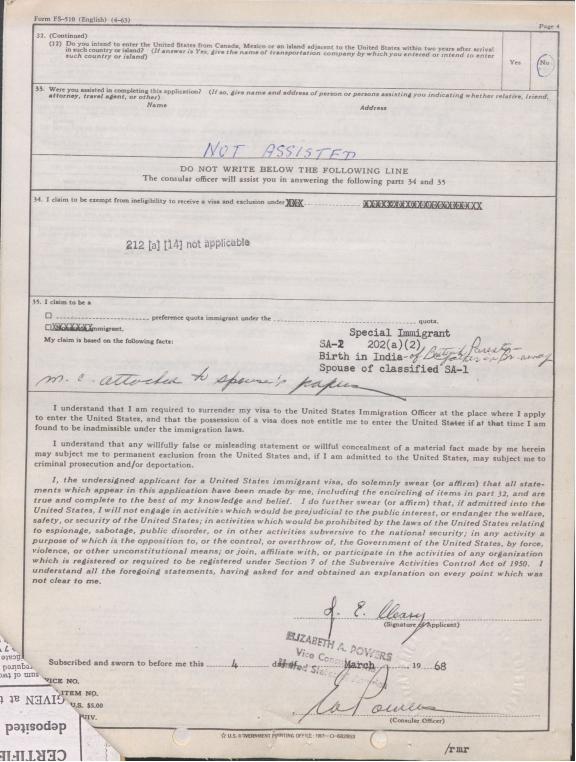 Form FS-510 (English) (4-65)
Page 4
32. (Continued)
(12) Do you intend to enter the United States from Canada, Mexico or an island adjacent to the United States within two years after arrival
in such country or island? (If answer is Yes, give the name of transportation company by which you entered or intend to enter
such country or island)
Yes No
33. Were you assisted in completing this application? (If so, give name and address of person or persons assisting you indicating whether relative, friend,
attorney, travel agent, or other)
Name Address
NOT ASSISTED
DO NOT WRITE BELOW THE FOLLOWING LINE
The consular officer will assist you in answering the following parts 34 and 35
34. I claim to be exempt from ineligibility to receive a visa and exclusion under
212 [a] [14] not applicable
35. I claim to be a
preference quota immigrant under the quota.
immigrant.
My claim is based on the following facts:
Special Immigrant
SA-2 202(a)(2)
Birth in India- of
Spouse of classified SA-1
m. c. attached to spouse's papers
I understand that I am required to surrender my visa to the United States Immigration Officer at the place where I apply
to enter the United States, and that the possession of a visa does not entitle me to enter the United States if at that time I am
found to be inadmissible under the immigration laws.
I understand that any willfully false or misleading statement or willful concealment of a material fact made by me herein
may subject me to permanent exclusion from the United States and, if I am admitted to the United States, may subject me to
criminal prosecution and/or deportation.
I, the undersigned applicant for a United States immigrant visa, do solemnly swear (or affirm) that all state-
ments which appear in this application have been made by me, including the encircling of items in part 32, and are
true and complete to the best of my knowledge and belief. I do further swear (or affirm) that, if admitted into the
United States, I will not engage in activities which would be prejudicial to the public interest, or endanger the welfare,
safety, or security of the United States; in activities which would be prohibited by the laws of the United States relating
to espionage, sabotage, public disorder, or in other activities subversive to the national security; in any activity a
purpose of which is the opposition to, or the control, or overthrow of, the Government of the United States, by force,
violence, or other unconstitutional means; or join, affiliate with, or participate in the activities of any organization
which is registered or required to be registered under Section 7 of the Subversive Activities Control Act of 1950. I
understand all the foregoing statements, having asked for and obtained an explanation on every point which was
not clear to me.
J. E. Cleary
(Signature of Applicant)
ELIZABETH A. POWERS
Vice
Subscribed and sworn to before me this 4 day of March, 19 68
VICE NO.
ITEM NO.
U.S. $5.00
(Consular Officer)
GIVEN at
deposited
CERTIFIE
☆ U.S. GOVERNMENT PRINTING OFFICE: 1967
/rmr